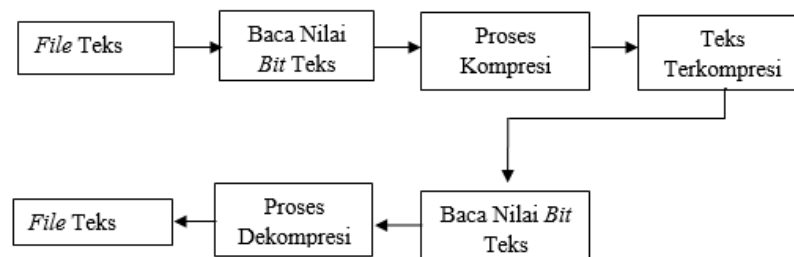 File Teks
Baca Nilai
Bit Teks
Proses
Kompresi
Teks
Terkompresi
File Teks
Proses
Dekompresi
Baca Nilai Bit
Teks